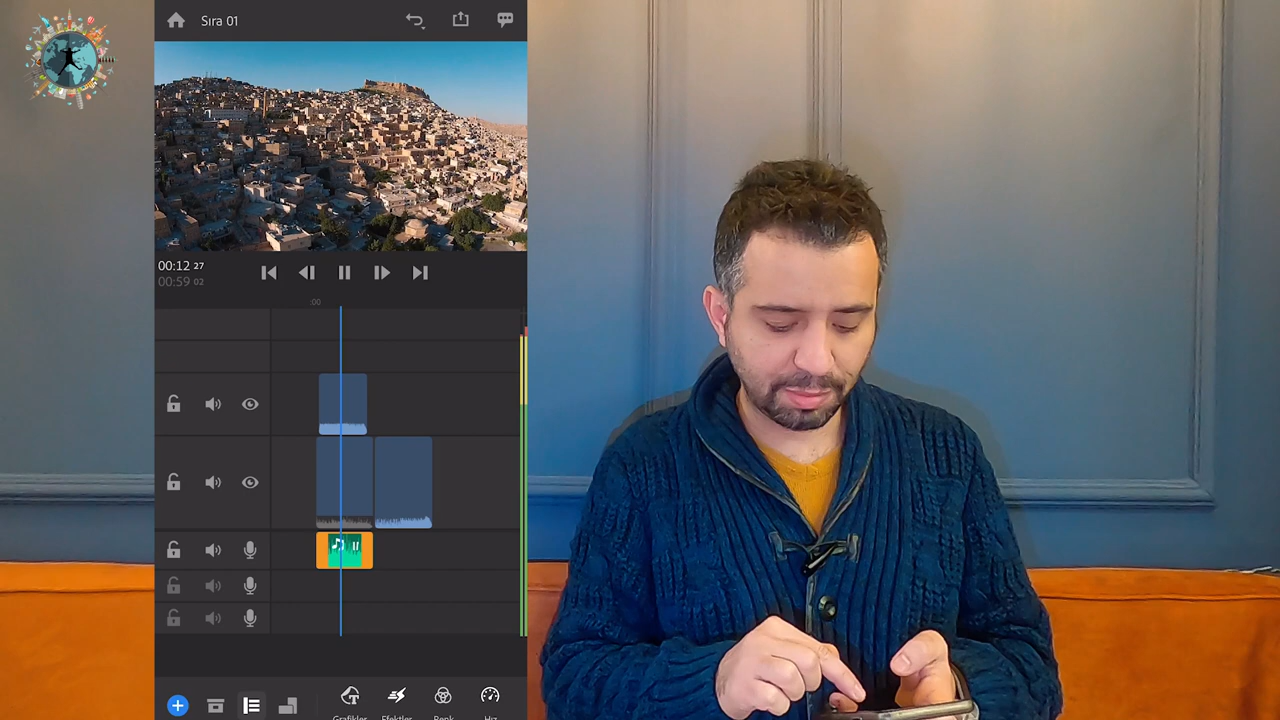 Sıra 01
00:12 27
00:59 02
:00
Grafikler Efektler Renk Hız